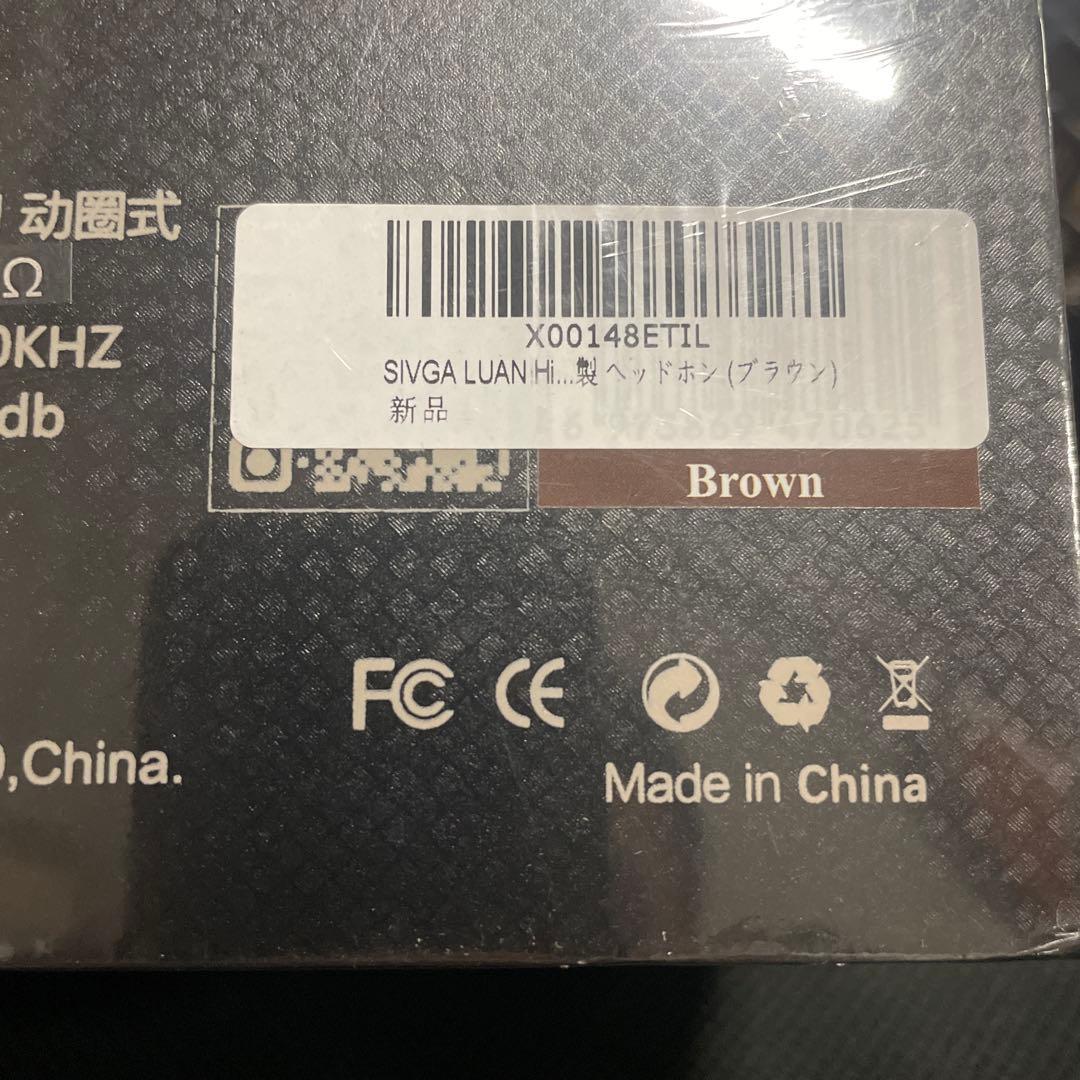 动圈式
Ω
0KHZ
db
X00148ETIL
SIVGA LUAN Hi...製 ヘッドホン (ブラウン)
新品
Brown
FC CE
,China.
Made in China